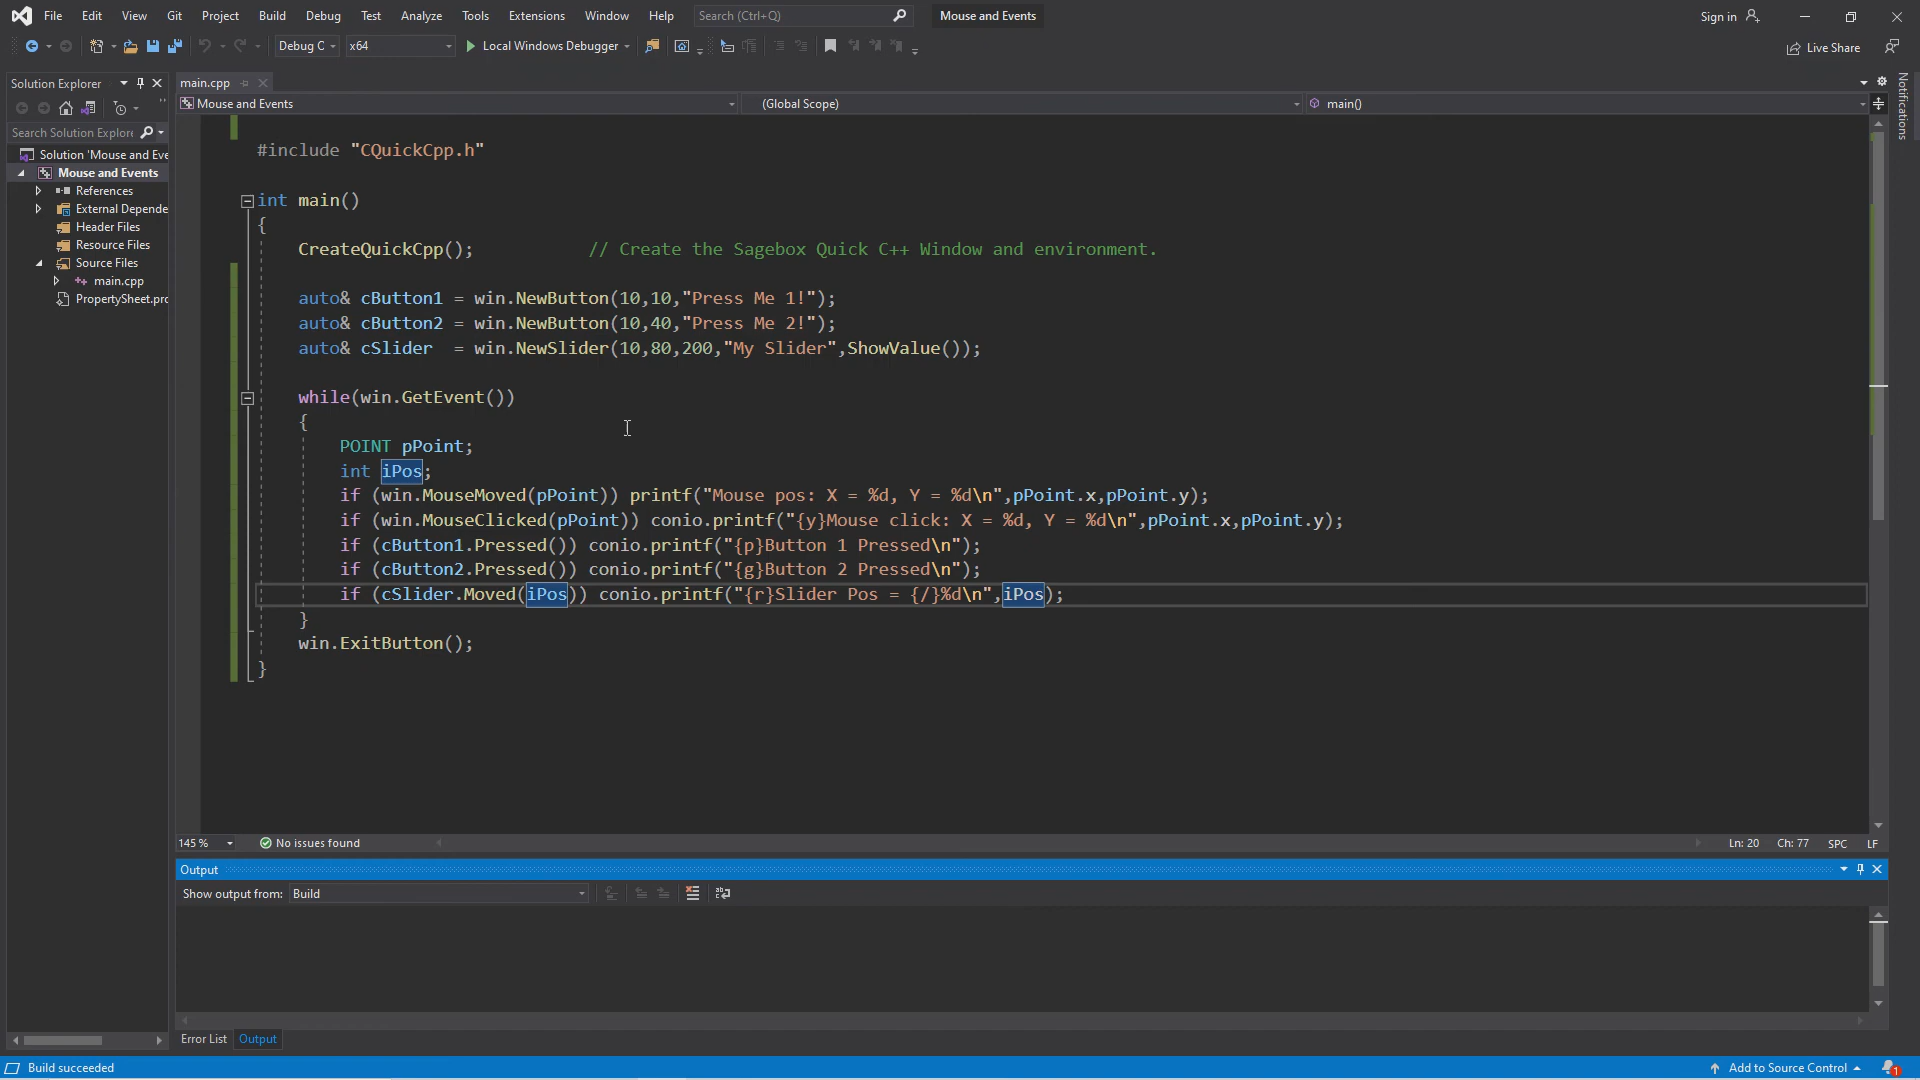 File Edit View Git Project Build Debug Test Analyze Tools Extensions Window Help Search (Ctrl+Q) Mouse and Events Sign in
Debug C x64 Local Windows Debugger Live Share
Solution Explorer
main.cpp
Notifications
Mouse and Events (Global Scope) main()
Search Solution Explore
Solution 'Mouse and Eve
Mouse and Events
References
External Depende
Header Files
Resource Files
Source Files
main.cpp
PropertySheet.pro
#include "CQuickCpp.h"
int main()
{
CreateQuickCpp(); // Create the Sagebox Quick C++ Window and environment.
auto& cButton1 = win.NewButton(10,10,"Press Me 1!");
auto& cButton2 = win.NewButton(10,40,"Press Me 2!");
auto& cSlider = win.NewSlider(10,80,200,"My Slider",ShowValue());
while(win.GetEvent())
{
POINT pPoint;
int iPos;
if (win.MouseMoved(pPoint)) printf("Mouse pos: X = %d, Y = %d\n",pPoint.x,pPoint.y);
if (win.MouseClicked(pPoint)) conio.printf("{y}Mouse click: X = %d, Y = %d\n",pPoint.x,pPoint.y);
if (cButton1.Pressed()) conio.printf("{p}Button 1 Pressed\n");
if (cButton2.Pressed()) conio.printf("{g}Button 2 Pressed\n");
if (cSlider.Moved(iPos)) conio.printf("{r}Slider Pos = {/}%d\n",iPos);
}
win.ExitButton();
}
145 % No issues found Ln: 20 Ch: 77 SPC LF
Output
Show output from: Build
Error List Output
Build succeeded Add to Source Control 1